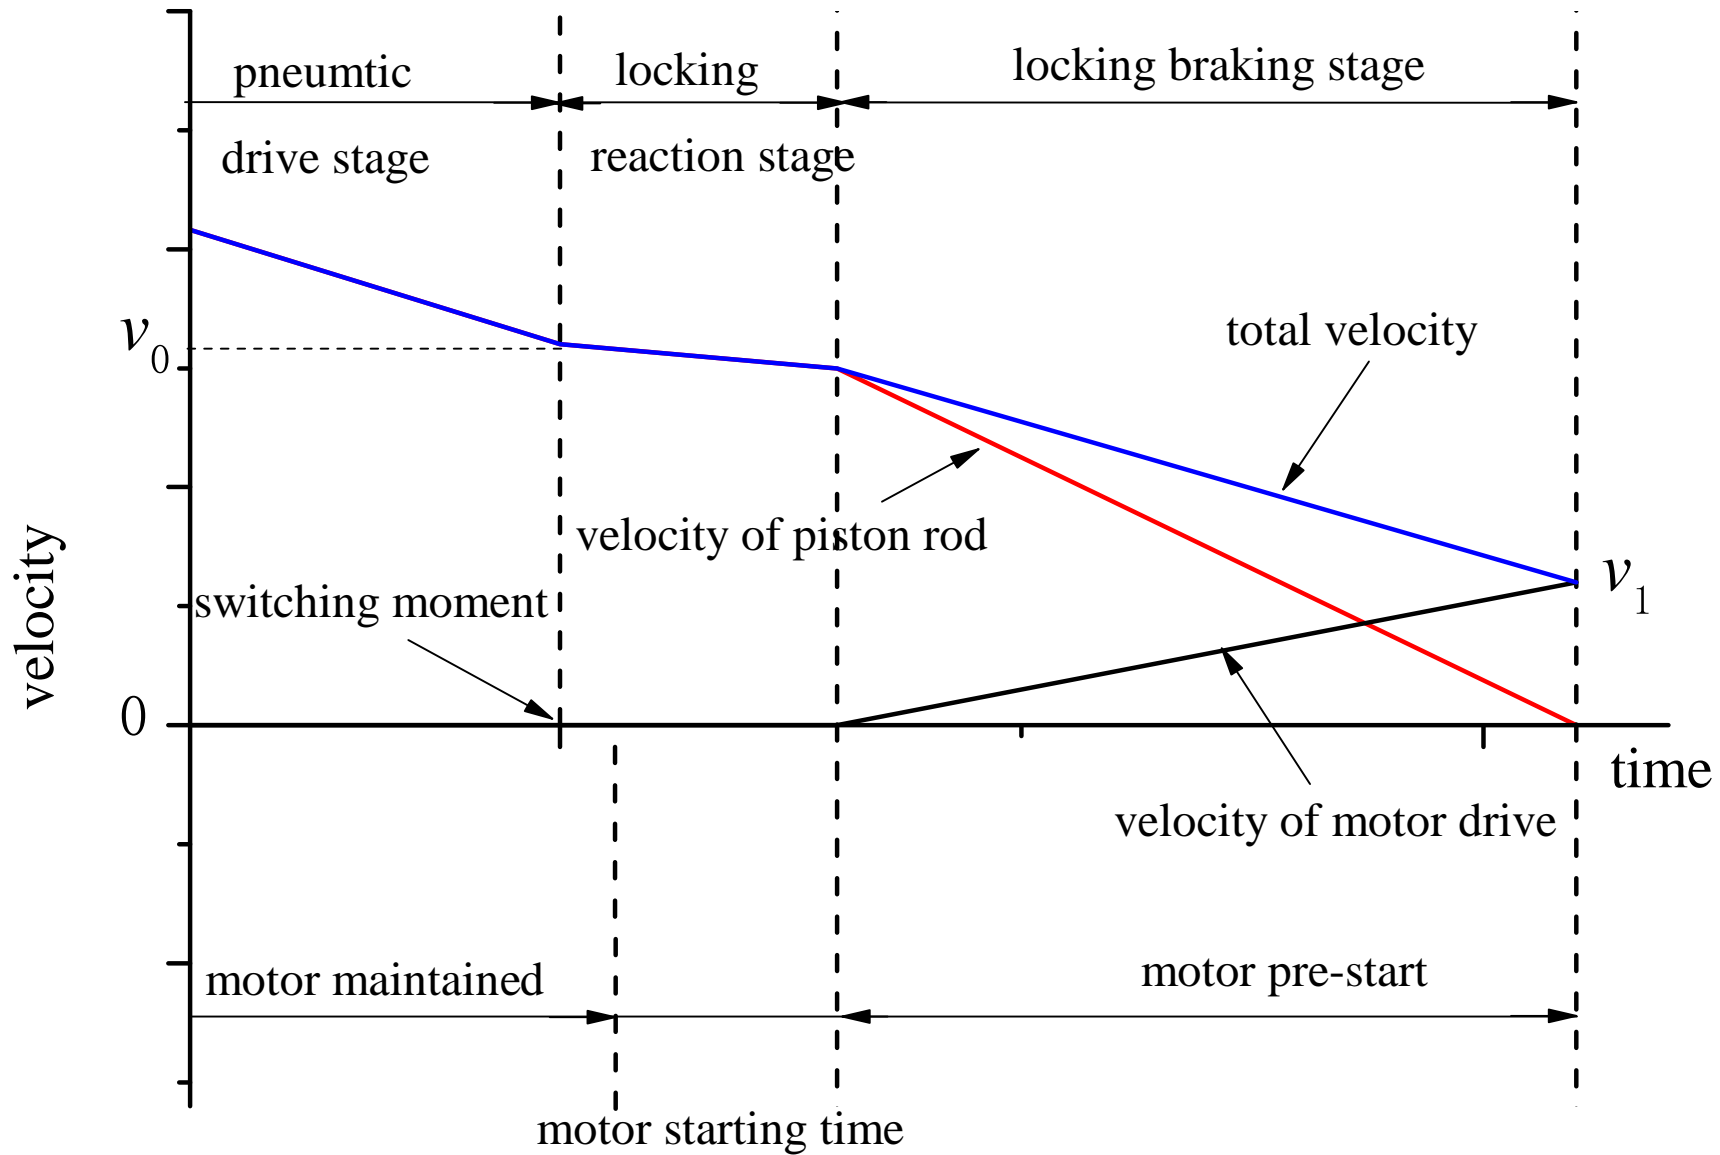 pneumtic
drive stage
locking
reaction stage
locking braking stage
v0
total velocity
velocity of piston rod
switching moment
v1
velocity
0
time
velocity of motor drive
motor maintained
motor pre-start
motor starting time